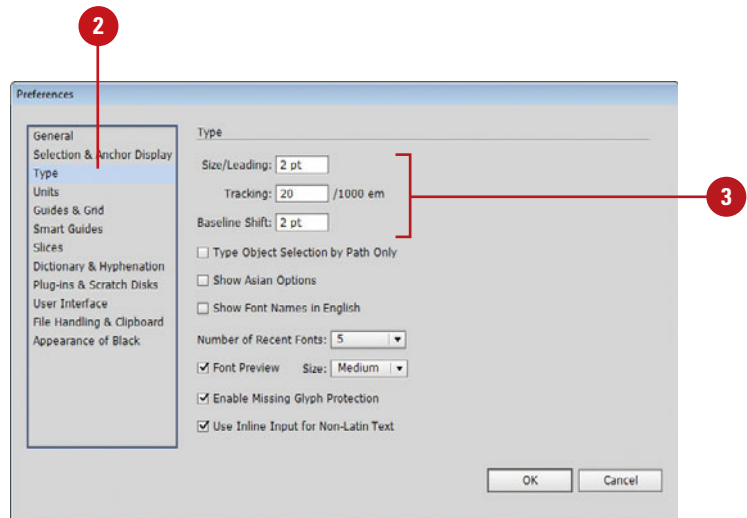 2
Preferences
General
Selection & Anchor Display
Type
Units
Guides & Grid
Smart Guides
Slices
Dictionary & Hyphenation
Plug-ins & Scratch Disks
User Interface
File Handling & Clipboard
Appearance of Black
Type
Size/Leading: 2 pt
Tracking: 20 /1000 em
Baseline Shift: 2 pt
3
Type Object Selection by Path Only
Show Asian Options
Show Font Names in English
Number of Recent Fonts: 5
Font Preview Size: Medium
Enable Missing Glyph Protection
Use Inline Input for Non-Latin Text
OK Cancel